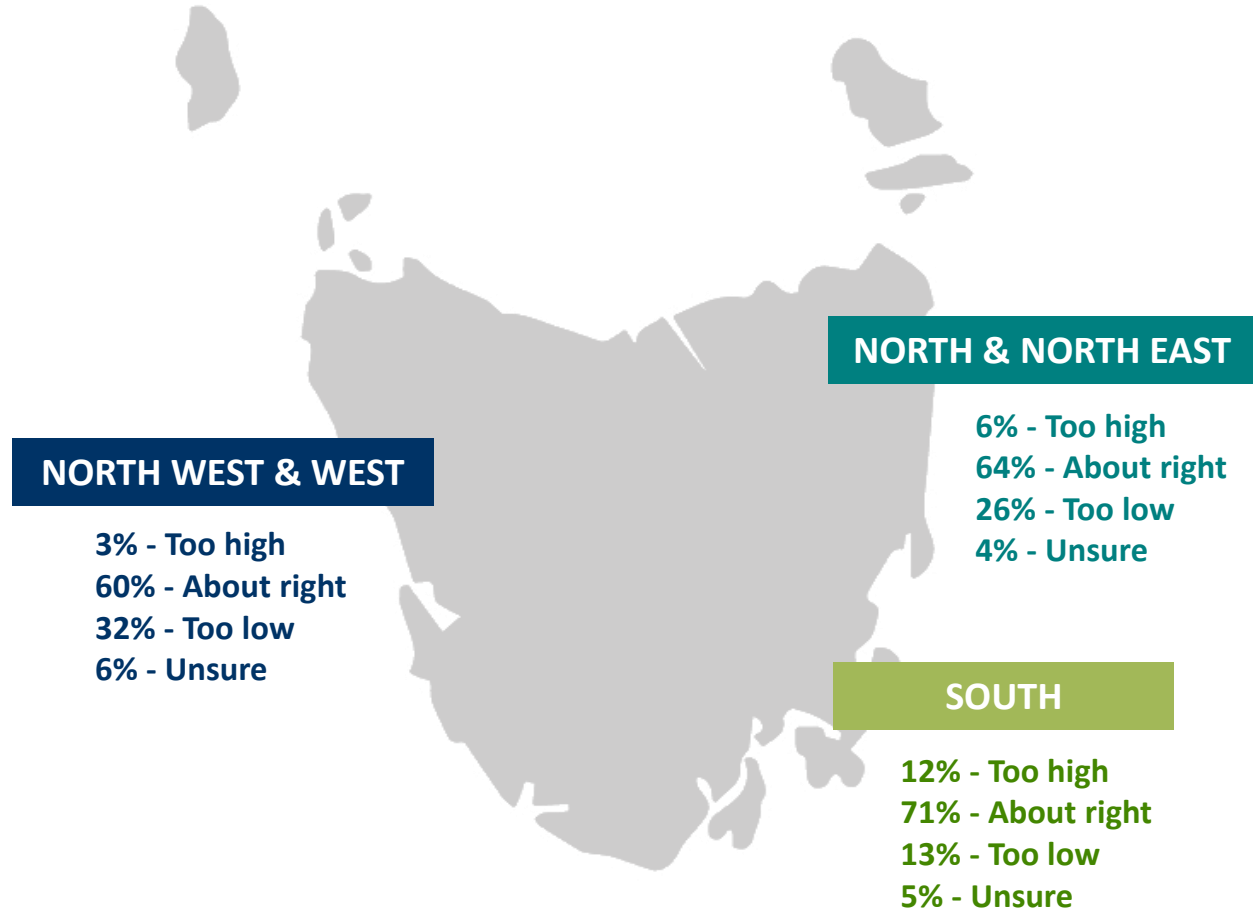 NORTH & NORTH EAST
6% - Too high
64% - About right
26% - Too low
4% - Unsure
NORTH WEST & WEST
3% - Too high
60% - About right
32% - Too low
6% - Unsure
SOUTH
12% - Too high
71% - About right
13% - Too low
5% - Unsure